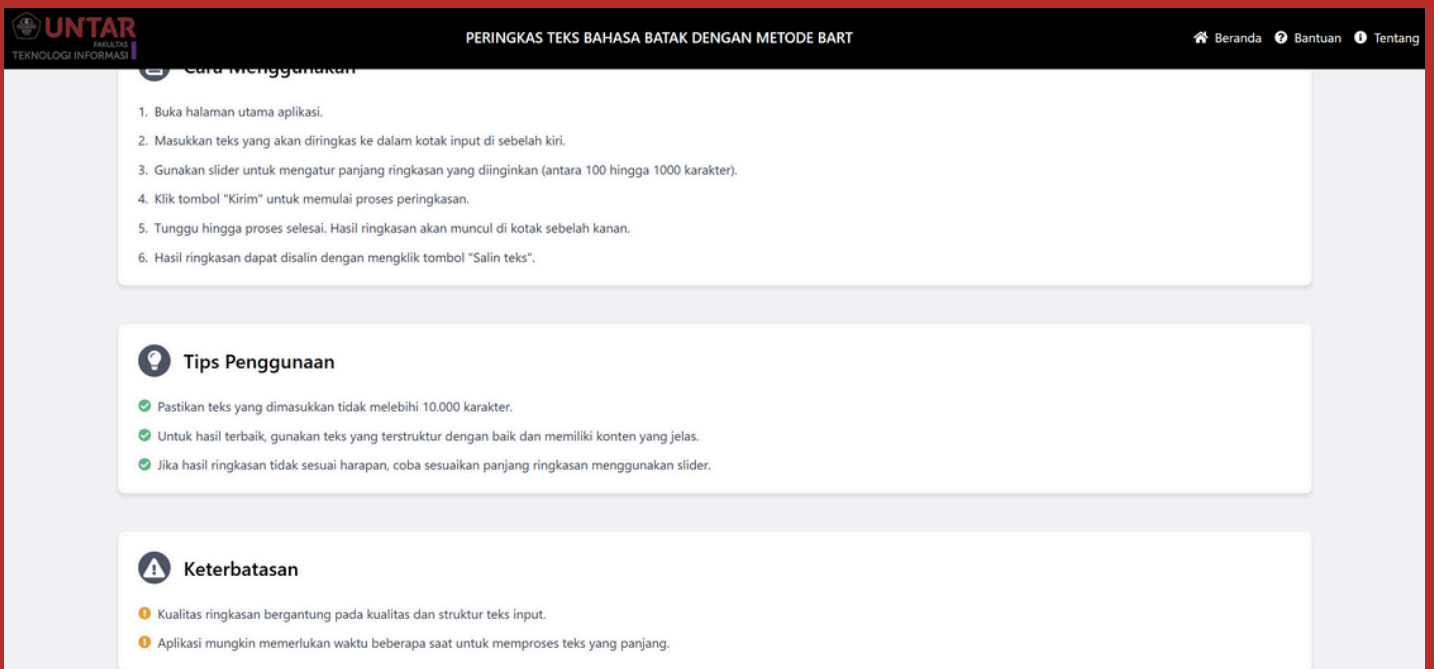 UNTAR
FAKULTAS
TEKNOLOGI INFORMASI
PERINGKAS TEKS BAHASA BATAK DENGAN METODE BART
Beranda Bantuan Tentang
Cara Menggunakan
1. Buka halaman utama aplikasi.
2. Masukkan teks yang akan diringkas ke dalam kotak input di sebelah kiri.
3. Gunakan slider untuk mengatur panjang ringkasan yang diinginkan (antara 100 hingga 1000 karakter).
4. Klik tombol "Kirim" untuk memulai proses peringkasan.
5. Tunggu hingga proses selesai. Hasil ringkasan akan muncul di kotak sebelah kanan.
6. Hasil ringkasan dapat disalin dengan mengklik tombol "Salin teks".
Tips Penggunaan
Pastikan teks yang dimasukkan tidak melebihi 10.000 karakter.
Untuk hasil terbaik, gunakan teks yang terstruktur dengan baik dan memiliki konten yang jelas.
Jika hasil ringkasan tidak sesuai harapan, coba sesuaikan panjang ringkasan menggunakan slider.
Keterbatasan
Kualitas ringkasan bergantung pada kualitas dan struktur teks input.
Aplikasi mungkin memerlukan waktu beberapa saat untuk memproses teks yang panjang.